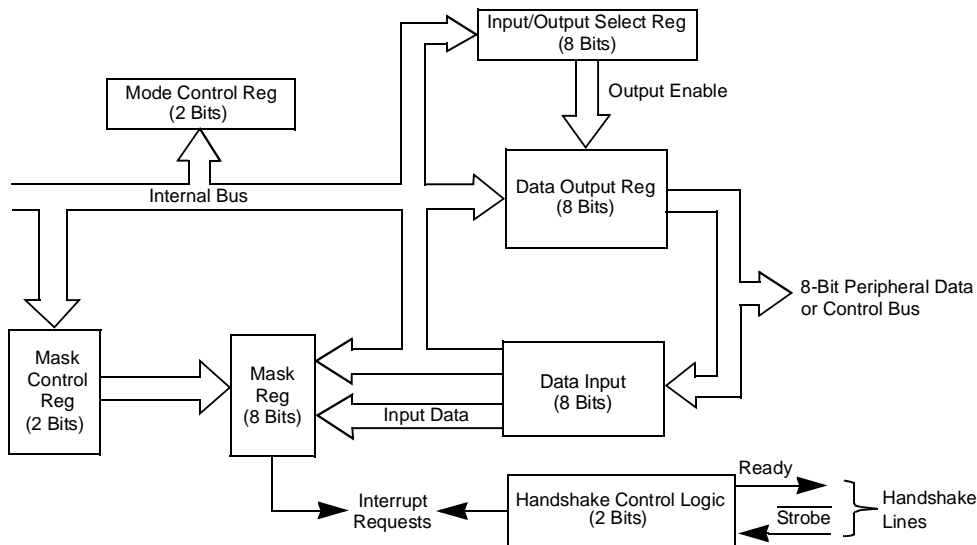 Input/Output Select Reg
(8 Bits)
Mode Control Reg
(2 Bits)
Output Enable
Internal Bus
Data Output Reg
(8 Bits)
8-Bit Peripheral Data
or Control Bus
Mask
Control
Reg
(2 Bits)
Mask
Reg
(8 Bits)
Data Input
(8 Bits)
Input Data
Interrupt
Requests
Handshake Control Logic
(2 Bits)
Ready
Strobe
Handshake
Lines